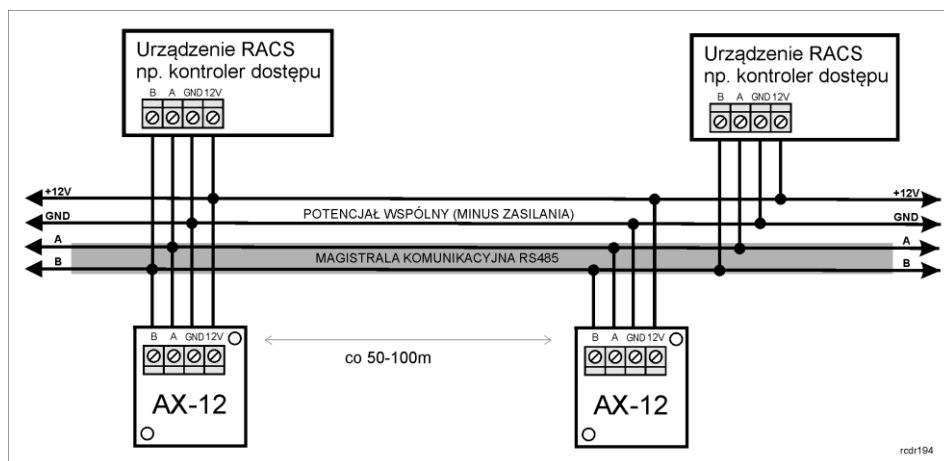 Urządzenie RACS
np. kontroler dostępu
B A GND 12V
Urządzenie RACS
np. kontroler dostępu
B A GND 12V
+12V +12V
GND POTENCJAŁ WSPÓLNY (MINUS ZASILANIA) GND
A A
MAGISTRALA KOMUNIKACYJNA RS485
B B
B A GND 12V
AX-12
co 50-100m
B A GND 12V
AX-12
rcdr194